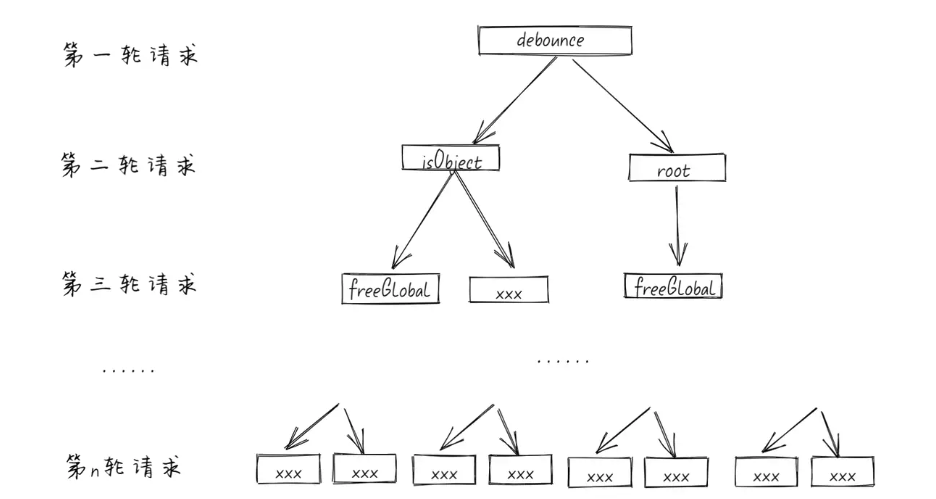 第一轮请求
debounce
第二轮请求
isObject
root
第三轮请求
freeGlobal
xxx
freeGlobal
......
......
第n轮请求
xxx
xxx
xxx
xxx
xxx
xxx
xxx
xxx